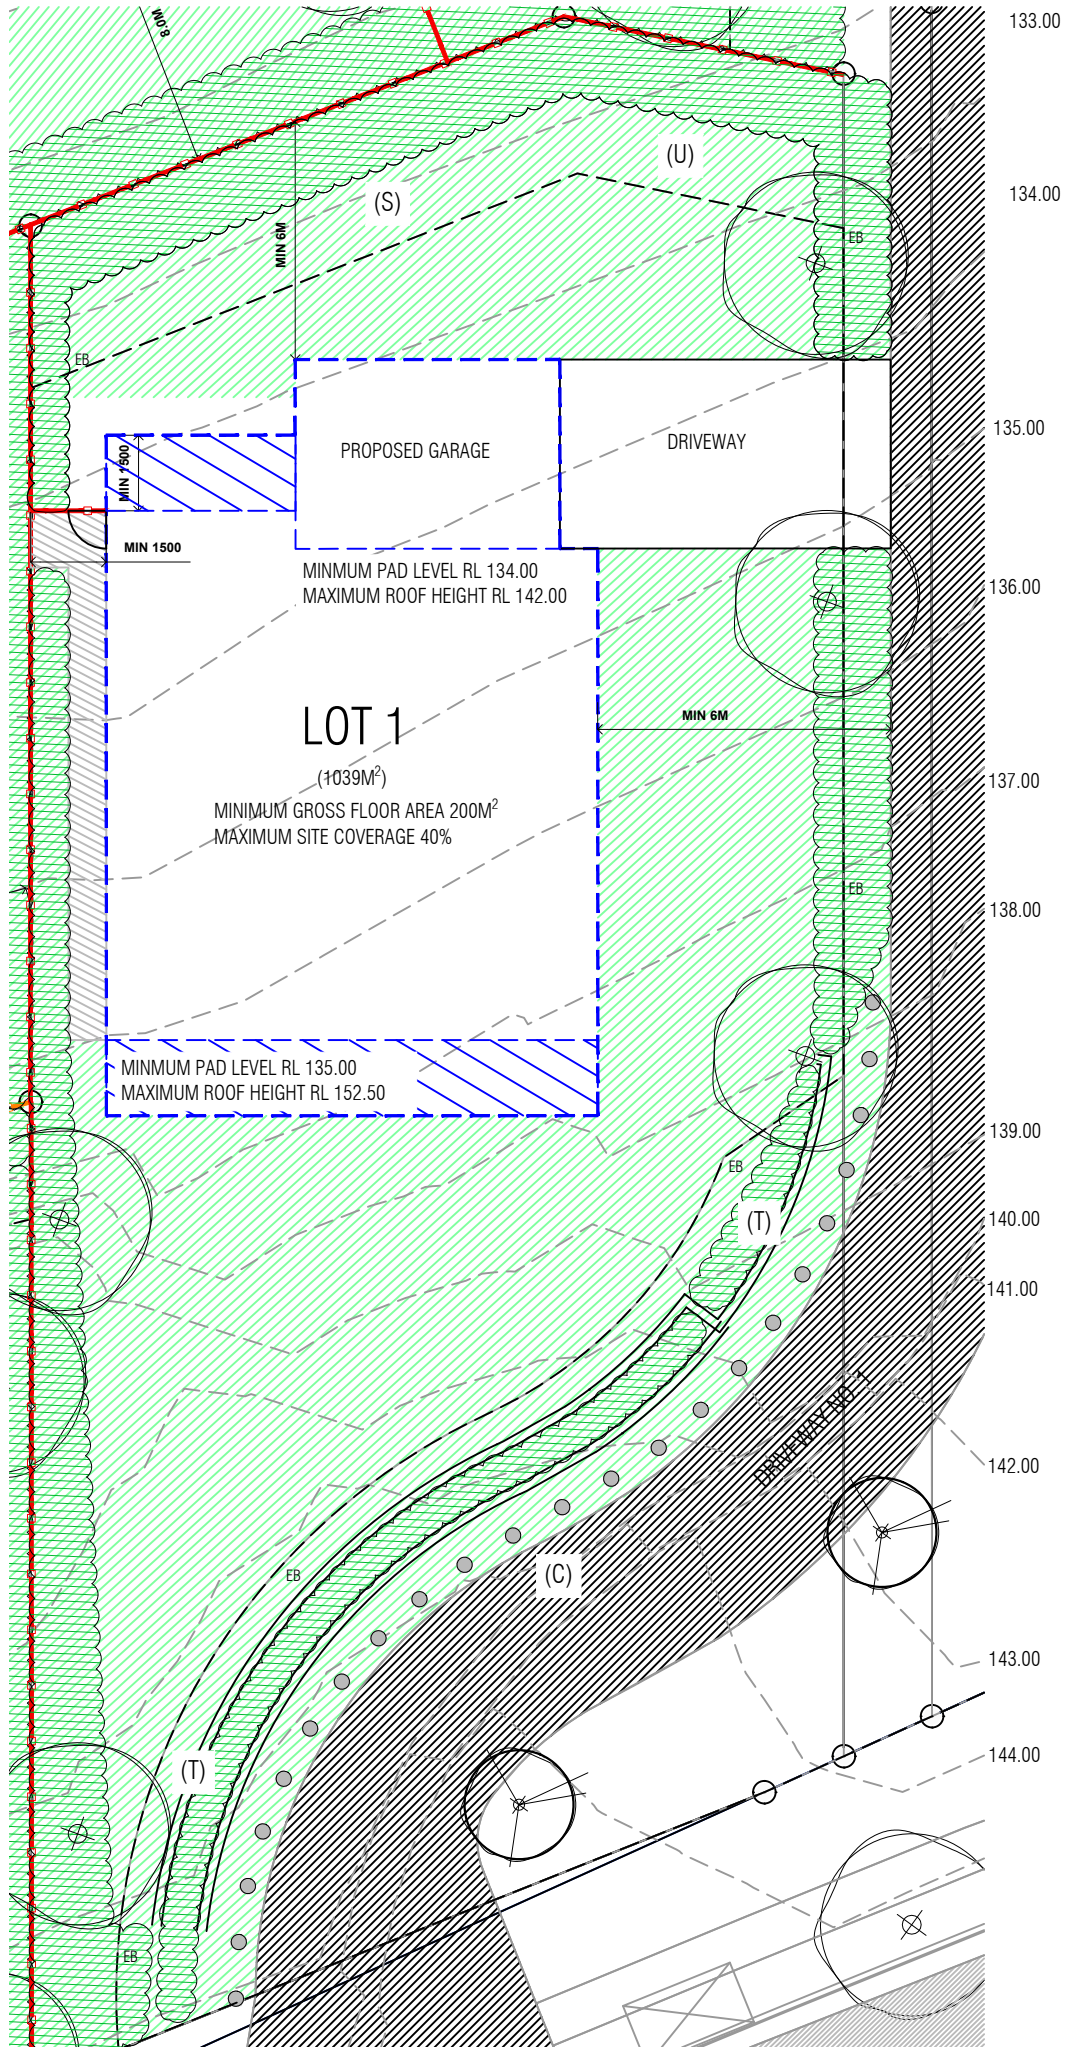 8.0M
133.00
(U)
134.00
(S)
MIN 6M
EB
EB
135.00
PROPOSED GARAGE
DRIVEWAY
MIN 1500
MIN 1500
MINMUM PAD LEVEL RL 134.00
MAXIMUM ROOF HEIGHT RL 142.00
136.00
MIN 6M
LOT 1
(1039M²)
137.00
MINIMUM GROSS FLOOR AREA 200M²
MAXIMUM SITE COVERAGE 40%
EB
138.00
MINMUM PAD LEVEL RL 135.00
MAXIMUM ROOF HEIGHT RL 152.50
139.00
EB
(T)
140.00
141.00
DRIVEWAY NO. 1
142.00
EB
(C)
143.00
144.00
(T)
EB